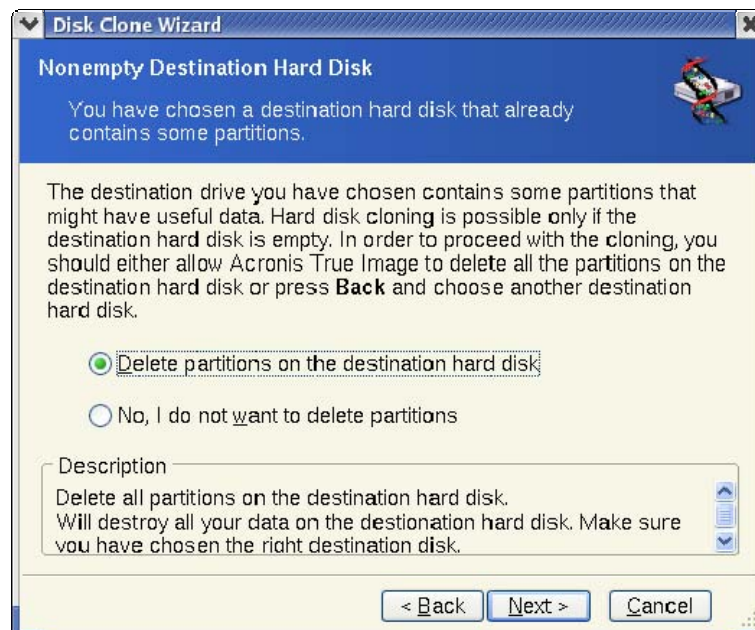 Disk Clone Wizard
Nonempty Destination Hard Disk
You have chosen a destination hard disk that already
contains some partitions.
The destination drive you have chosen contains some partitions that
might have useful data. Hard disk cloning is possible only if the
destination hard disk is empty. In order to proceed with the cloning, you
should either allow Acronis True Image to delete all the partitions on the
destination hard disk or press Back and choose another destination
hard disk.
Delete partitions on the destination hard disk
No, I do not want to delete partitions
Description
Delete all partitions on the destination hard disk.
Will destroy all your data on the destionation hard disk. Make sure
you have chosen the right destination disk.
< Back
Next >
Cancel